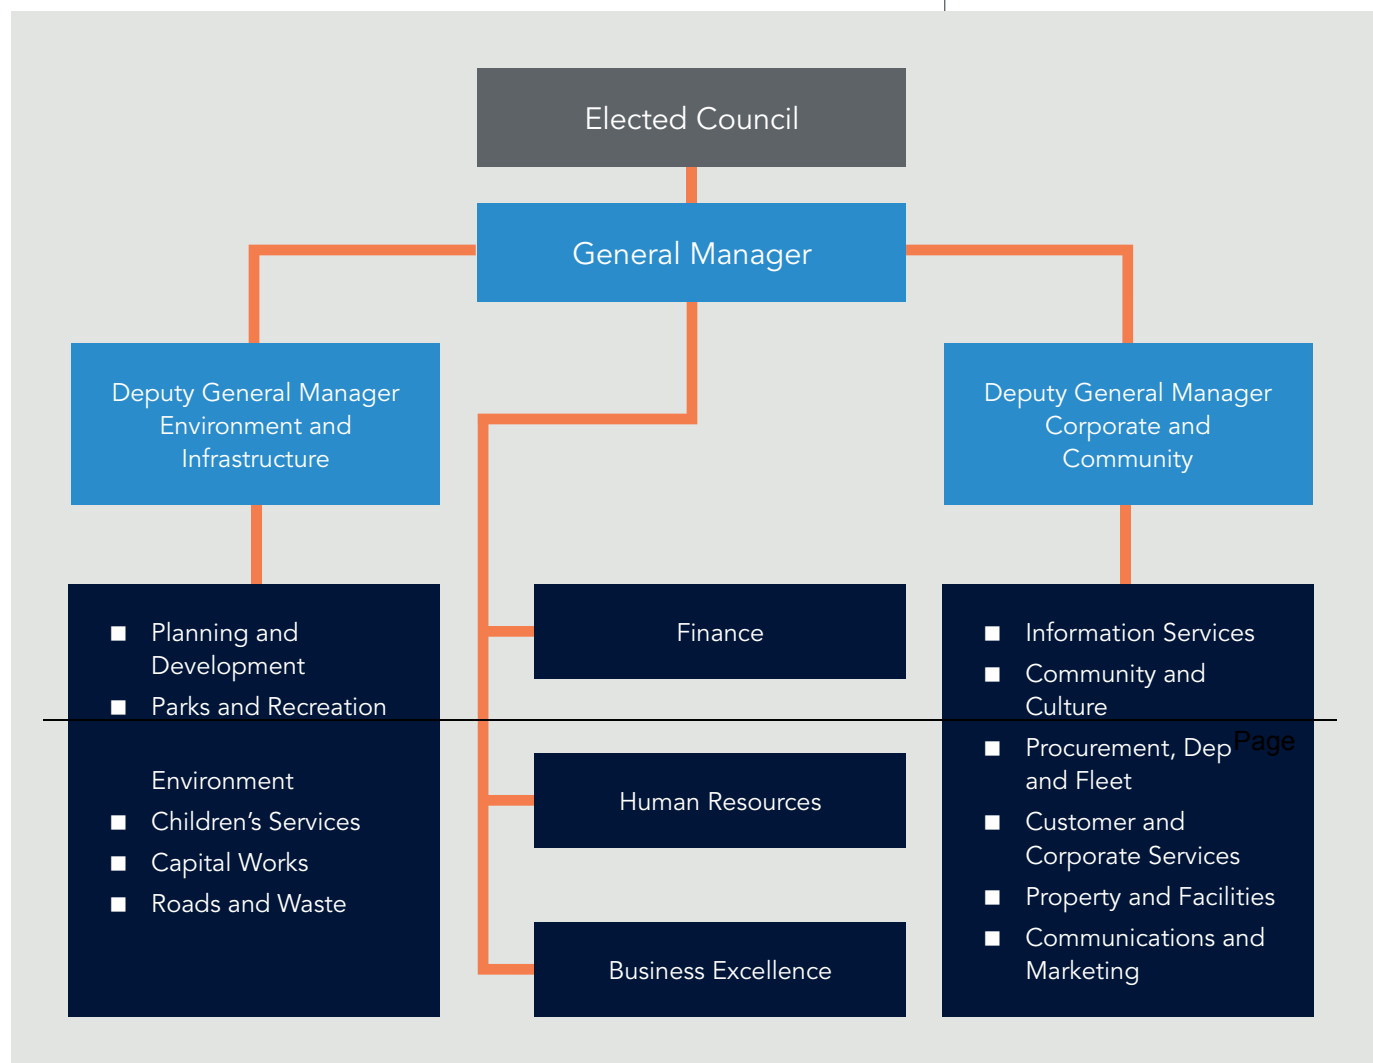 Elected Council
General Manager
Deputy General Manager
Environment and
Infrastructure
Deputy General Manager
Corporate and
Community
Planning and
Development
Parks and Recreation
Environment
Children's Services
Capital Works
Roads and Waste
Finance
Human Resources
Business Excellence
Information Services
Community and
Culture
Procurement, Dep Page
and Fleet
Customer and
Corporate Services
Property and Facilities
Communications and
Marketing